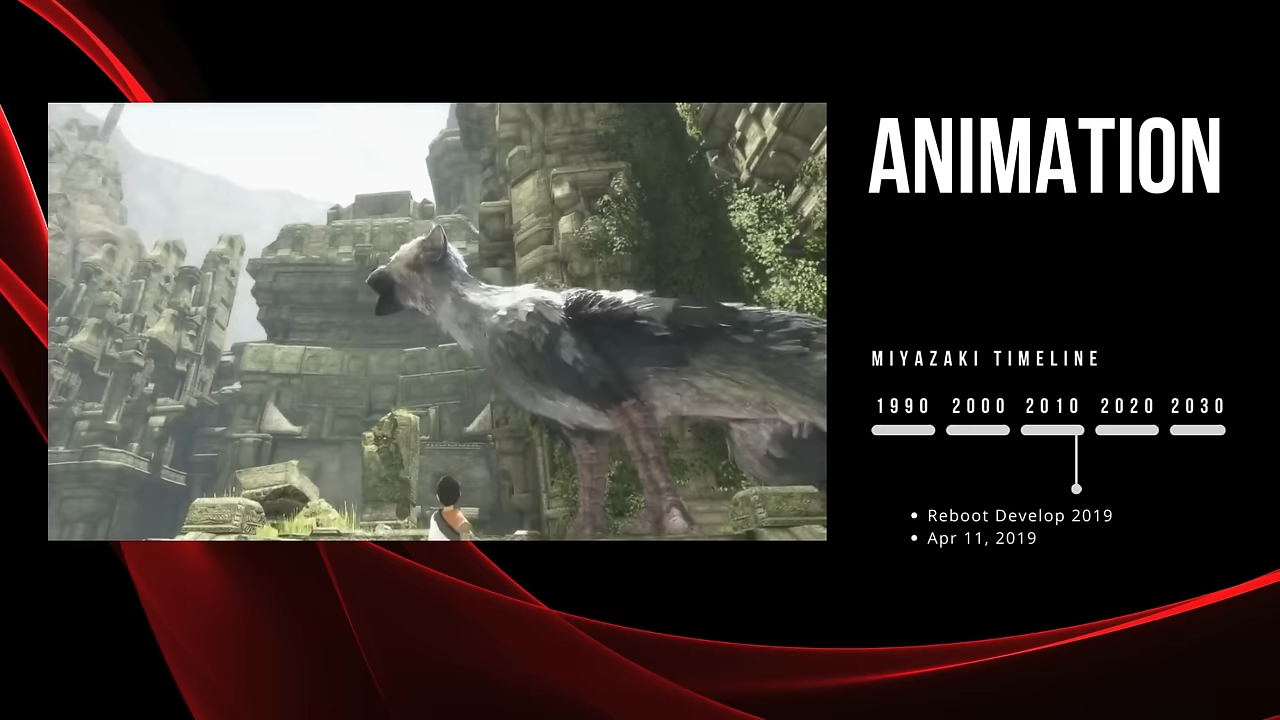 ANIMATION
MIYAZAKI TIMELINE
1990 2000 2010 2020 2030
• Reboot Develop 2019
• Apr 11, 2019